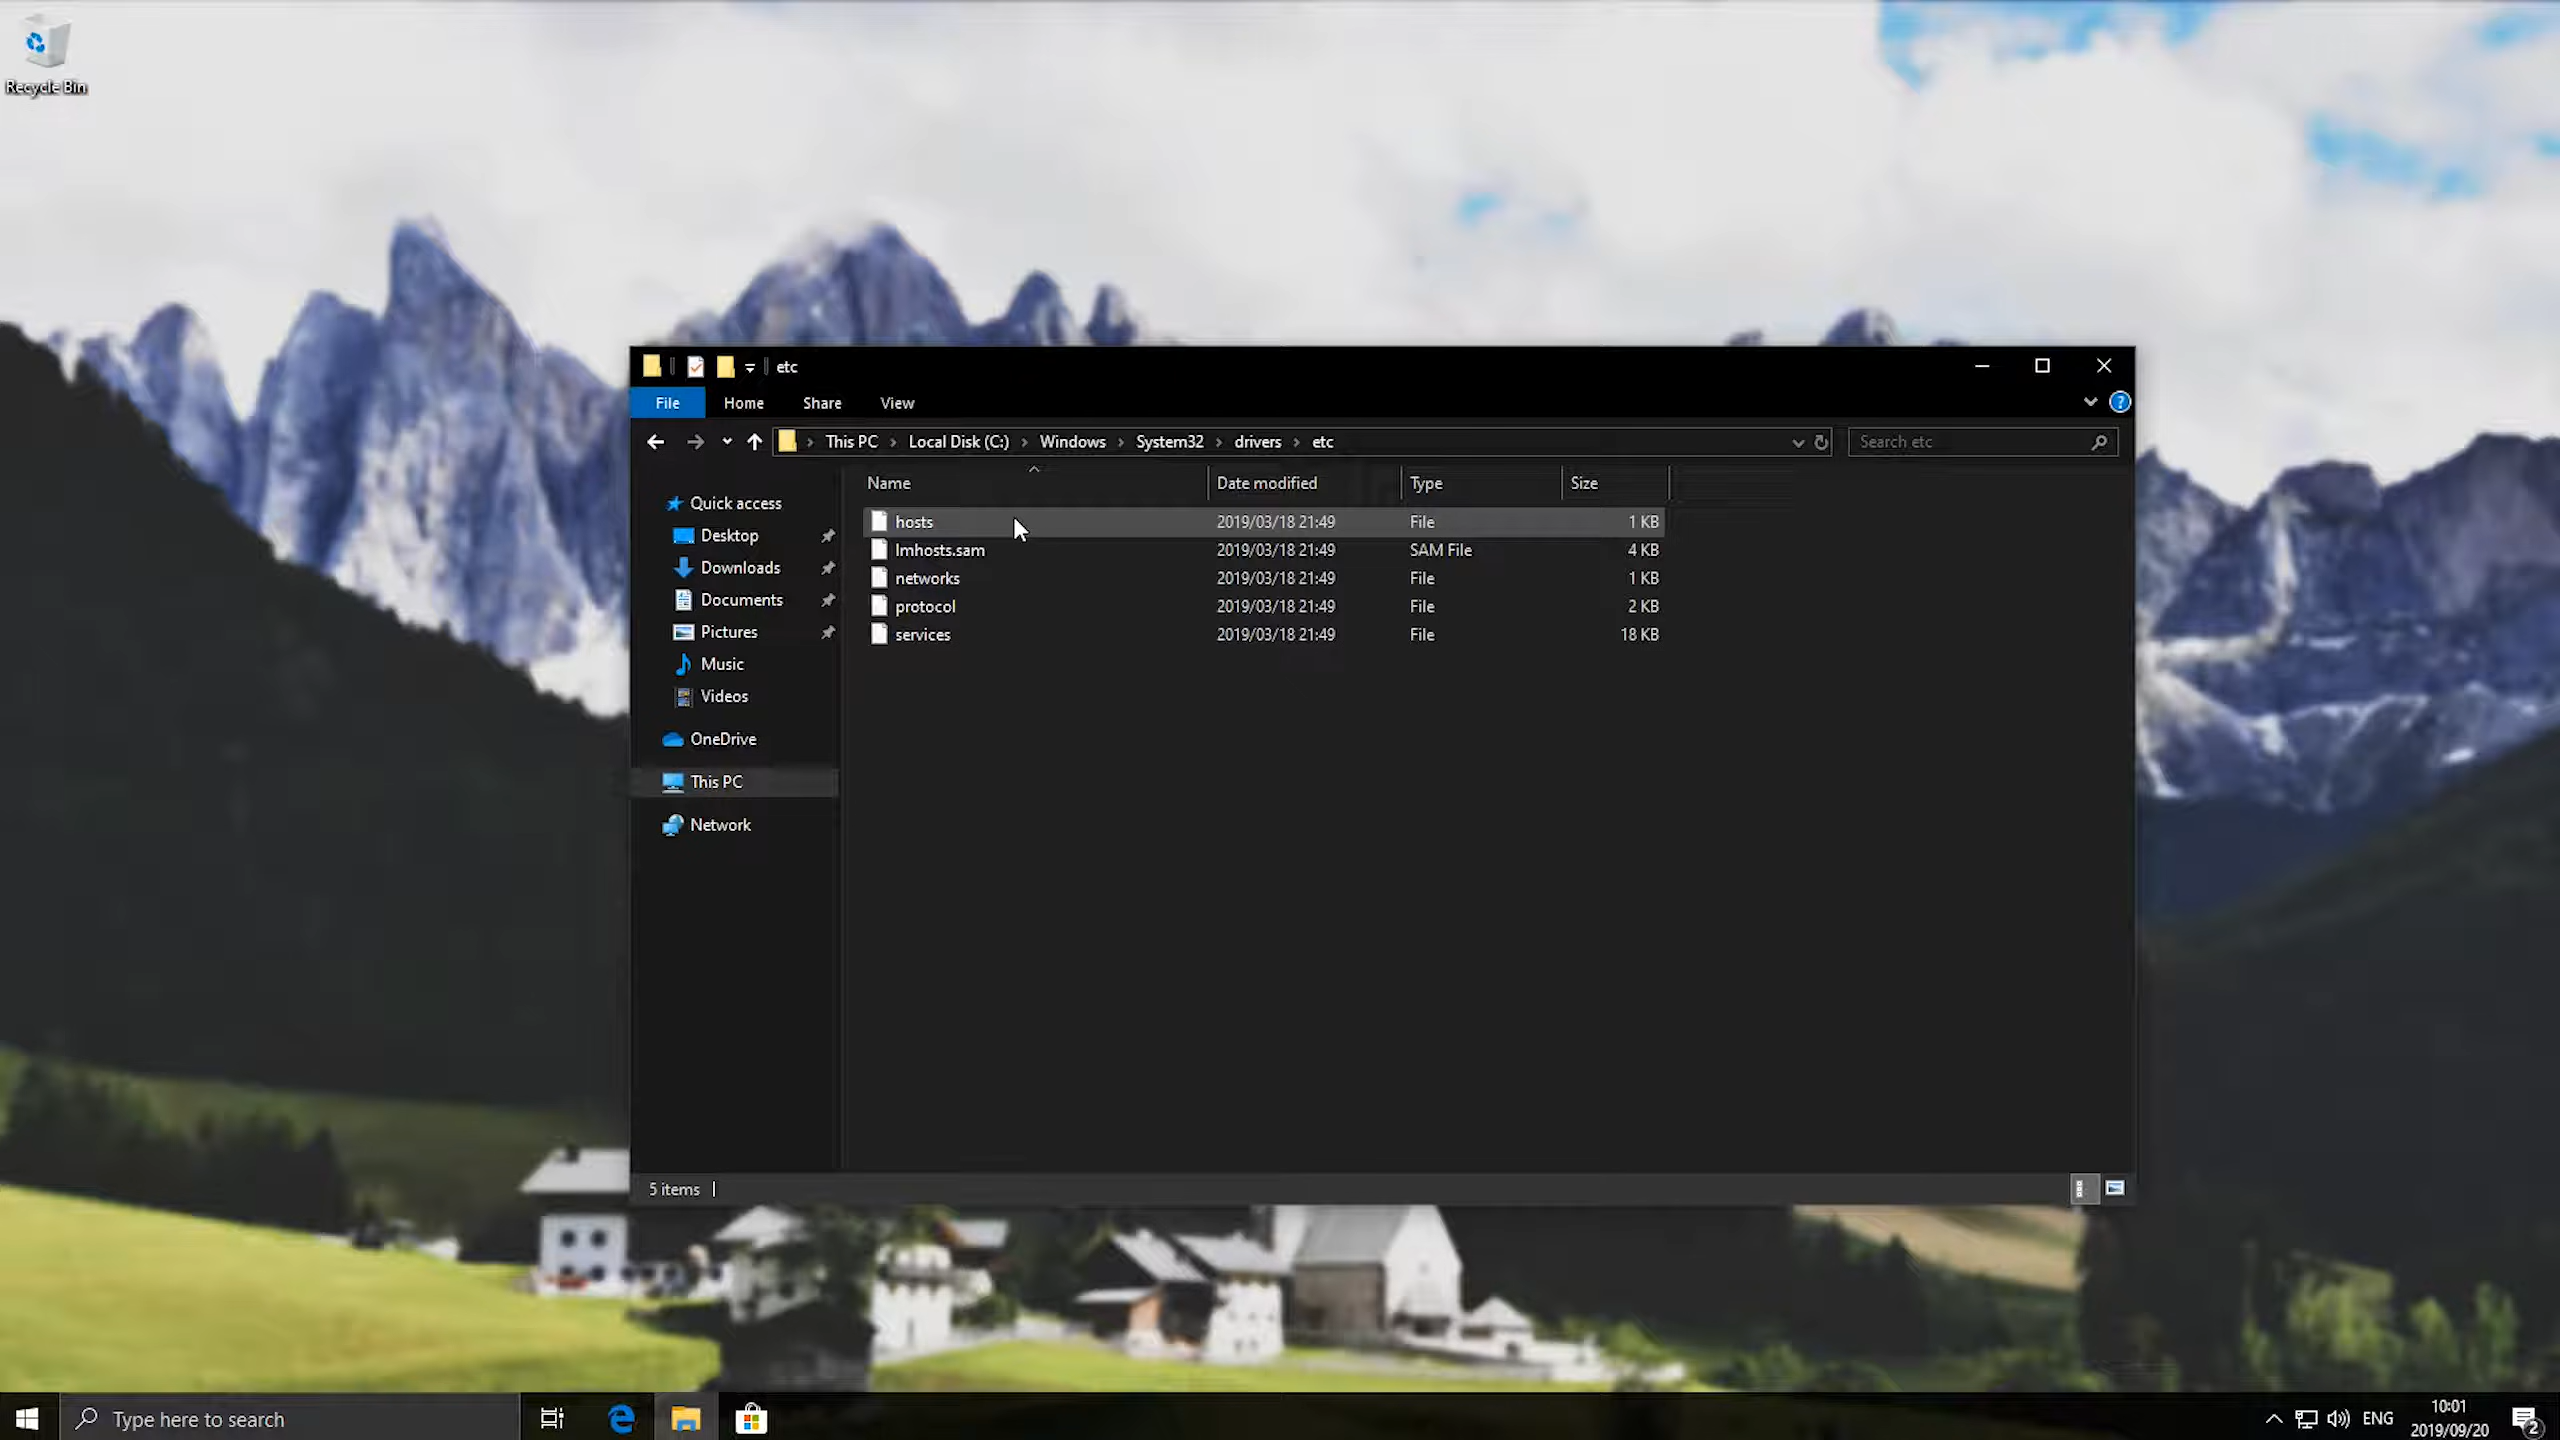 Recycle Bin
etc
File Home Share View
This PC Local Disk (C:) Windows System32 drivers etc
Search etc
Name Date modified Type Size
Quick access
Desktop
Downloads
Documents
Pictures
Music
Videos
OneDrive
This PC
Network
hosts 2019/03/18 21:49 File 1 KB
lmhosts.sam 2019/03/18 21:49 SAM File 4 KB
networks 2019/03/18 21:49 File 1 KB
protocol 2019/03/18 21:49 File 2 KB
services 2019/03/18 21:49 File 18 KB
5 items
Type here to search
ENG
10:01
2019/09/20
2